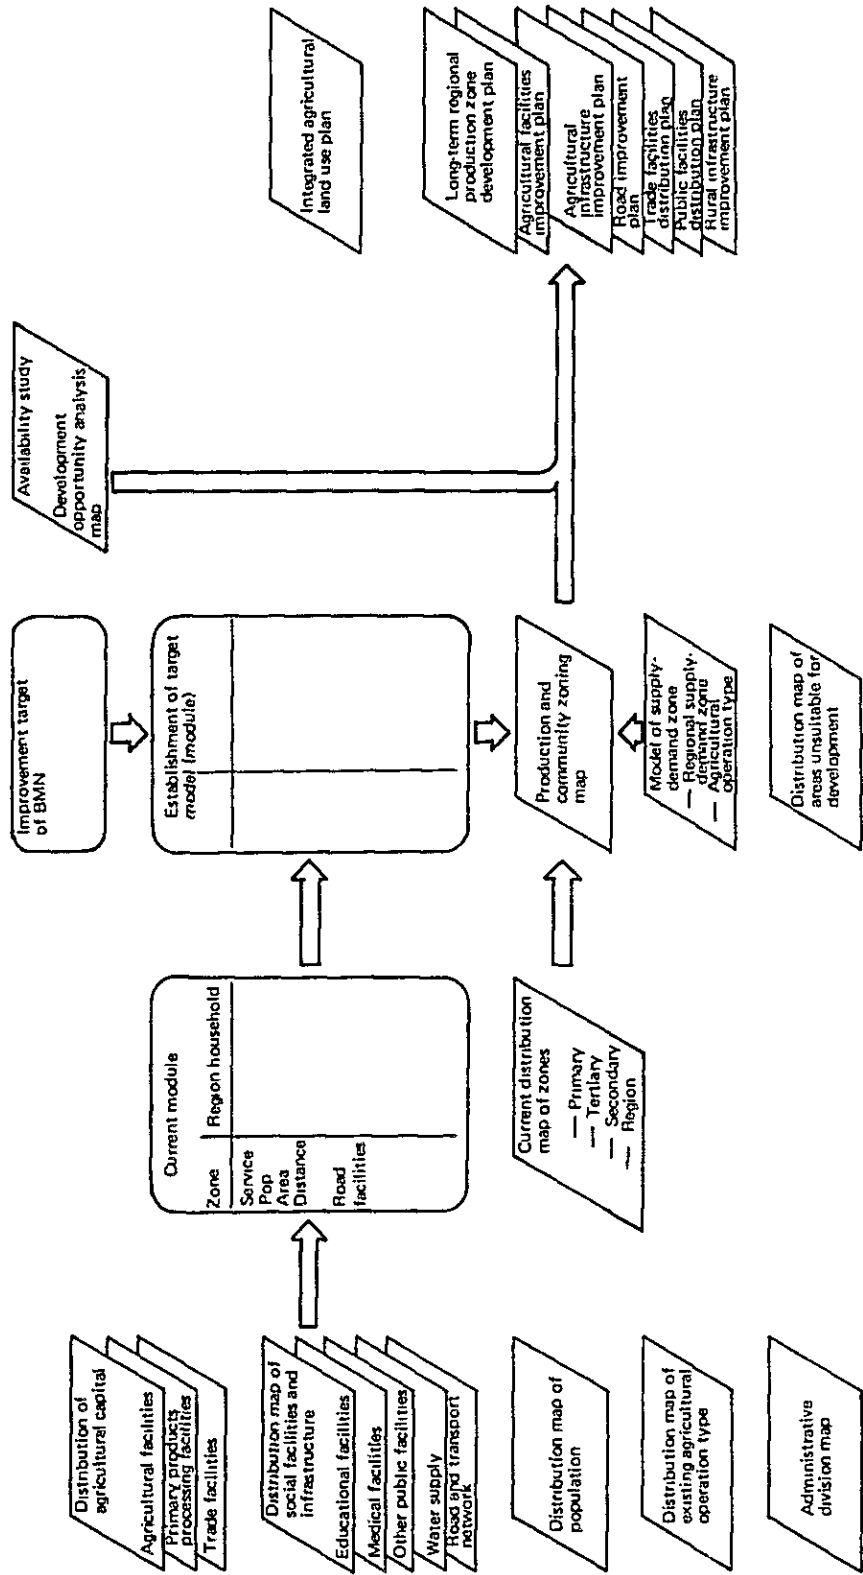 Distribution of
agricultural capital
Agricultural facilities
Primary products
processing facilities
Trade facilities
Distribution map of
social facilities and
infrastructure
Educational facilities
Medical facilities
Other public facilities
Water supply
Road and transport
network
Distribution map of
population
Distribution map of
existing agricultural
operation type
Administrative
division map
Current module
Zone
Region household
Service
Pop
Area
Distance
Road
facilities
Current distribution
map of zones
— Primary
— Tertiary
— Secondary
— Region
Improvement target
of BMN
Establishment of target
model (module)
Production and
community zoning
map
Model of supply-
demand zone
— Regional supply-
demand zone
— Agricultural
operation type
Distribution map of
areas unsuitable for
development
Availability study
Development
opportunity analysis
map
Integrated agricultural
land use plan
Long-term regional
production zone
development plan
Agricultural facilities
improvement plan
Agricultural
infrastructure
improvement plan
Road improvement
plan
Trade facilities
distribution plan
Public facilities
distribution plan
Rural infrastructure
improvement plan